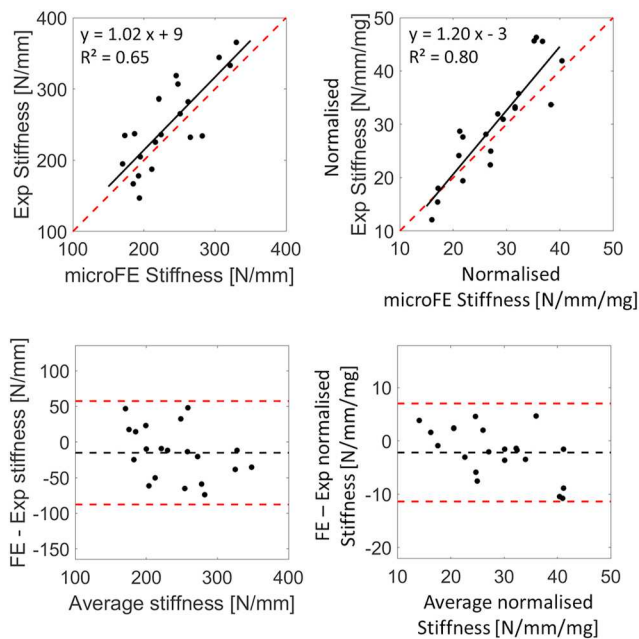 y = 1.02 x + 9
R² = 0.65
400
300
200
100
100 200 300 400
Exp Stiffness [N/mm]
microFE Stiffness [N/mm]
y = 1.20 x - 3
R² = 0.80
50
40
30
20
10
10 20 30 40 50
Normalised
Exp Stiffness [N/mm/mg]
Normalised
microFE Stiffness [N/mm/mg]
100
50
0
-50
-100
-150
100 200 300 400
FE - Exp stiffness [N/mm]
Average stiffness [N/mm]
10
0
-10
-20
10 20 30 40 50
FE – Exp normalised
Stiffness [N/mm/mg]
Average normalised
Stiffness [N/mm/mg]